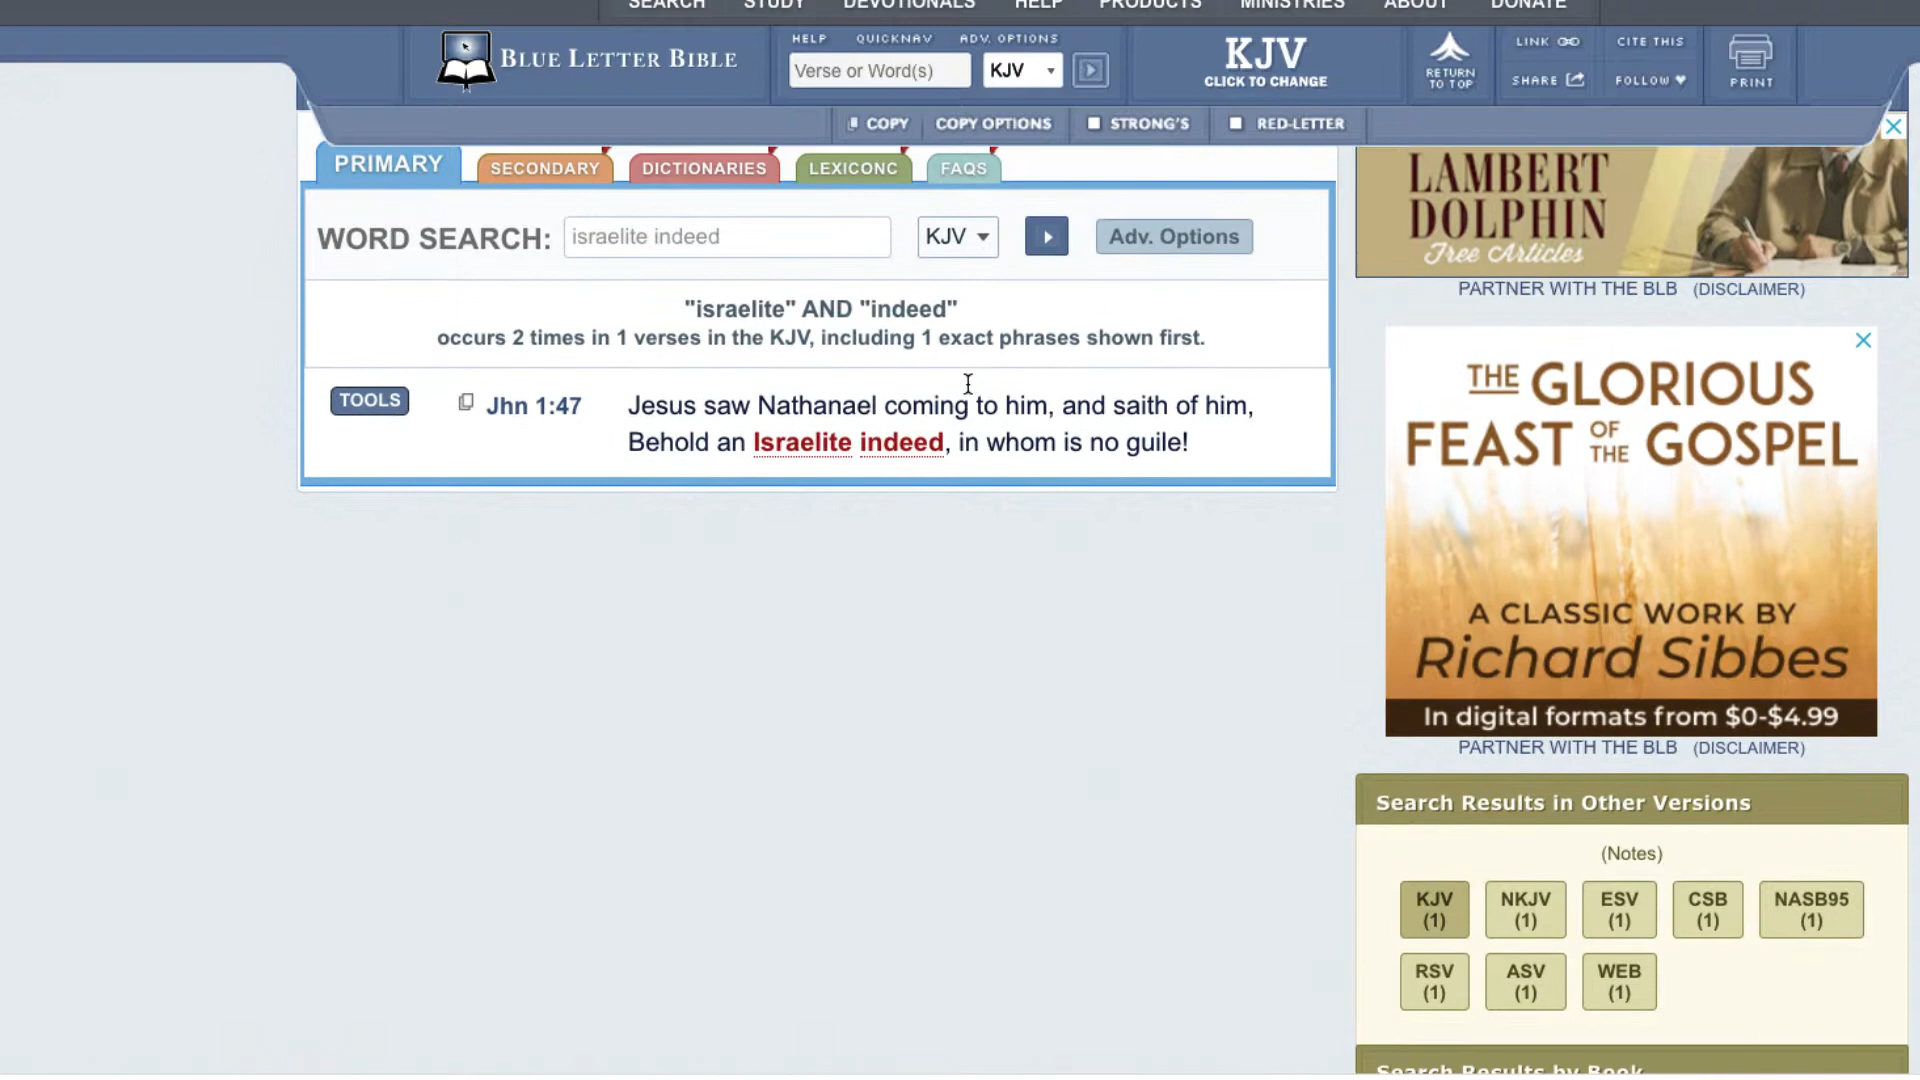 SEARCH STUDY DEVOTIONALS HELP PRODUCTS MINISTRIES ABOUT DONATE
BLUE LETTER BIBLE
HELP QUICKNAV ADV. OPTIONS
Verse or Word(s) KJV
KJV
CLICK TO CHANGE
RETURN
TO TOP
LINK CITE THIS
SHARE FOLLOW
PRINT
COPY COPY OPTIONS STRONG'S RED-LETTER
PRIMARY SECONDARY DICTIONARIES LEXICONC FAQS
WORD SEARCH: israelite indeed KJV Adv. Options
"israelite" AND "indeed"
occurs 2 times in 1 verses in the KJV, including 1 exact phrases shown first.
TOOLS Jhn 1:47 Jesus saw Nathanael coming to him, and saith of him,
Behold an Israelite indeed, in whom is no guile!
LAMBERT
DOLPHIN
Free Articles
PARTNER WITH THE BLB (DISCLAIMER)
THE GLORIOUS
FEAST OF THE GOSPEL
A CLASSIC WORK BY
Richard Sibbes
In digital formats from $0-$4.99
PARTNER WITH THE BLB (DISCLAIMER)
Search Results in Other Versions
(Notes)
KJV NKJV ESV CSB NASB95
(1) (1) (1) (1) (1)
RSV ASV WEB
(1) (1) (1)
Search Results by Book